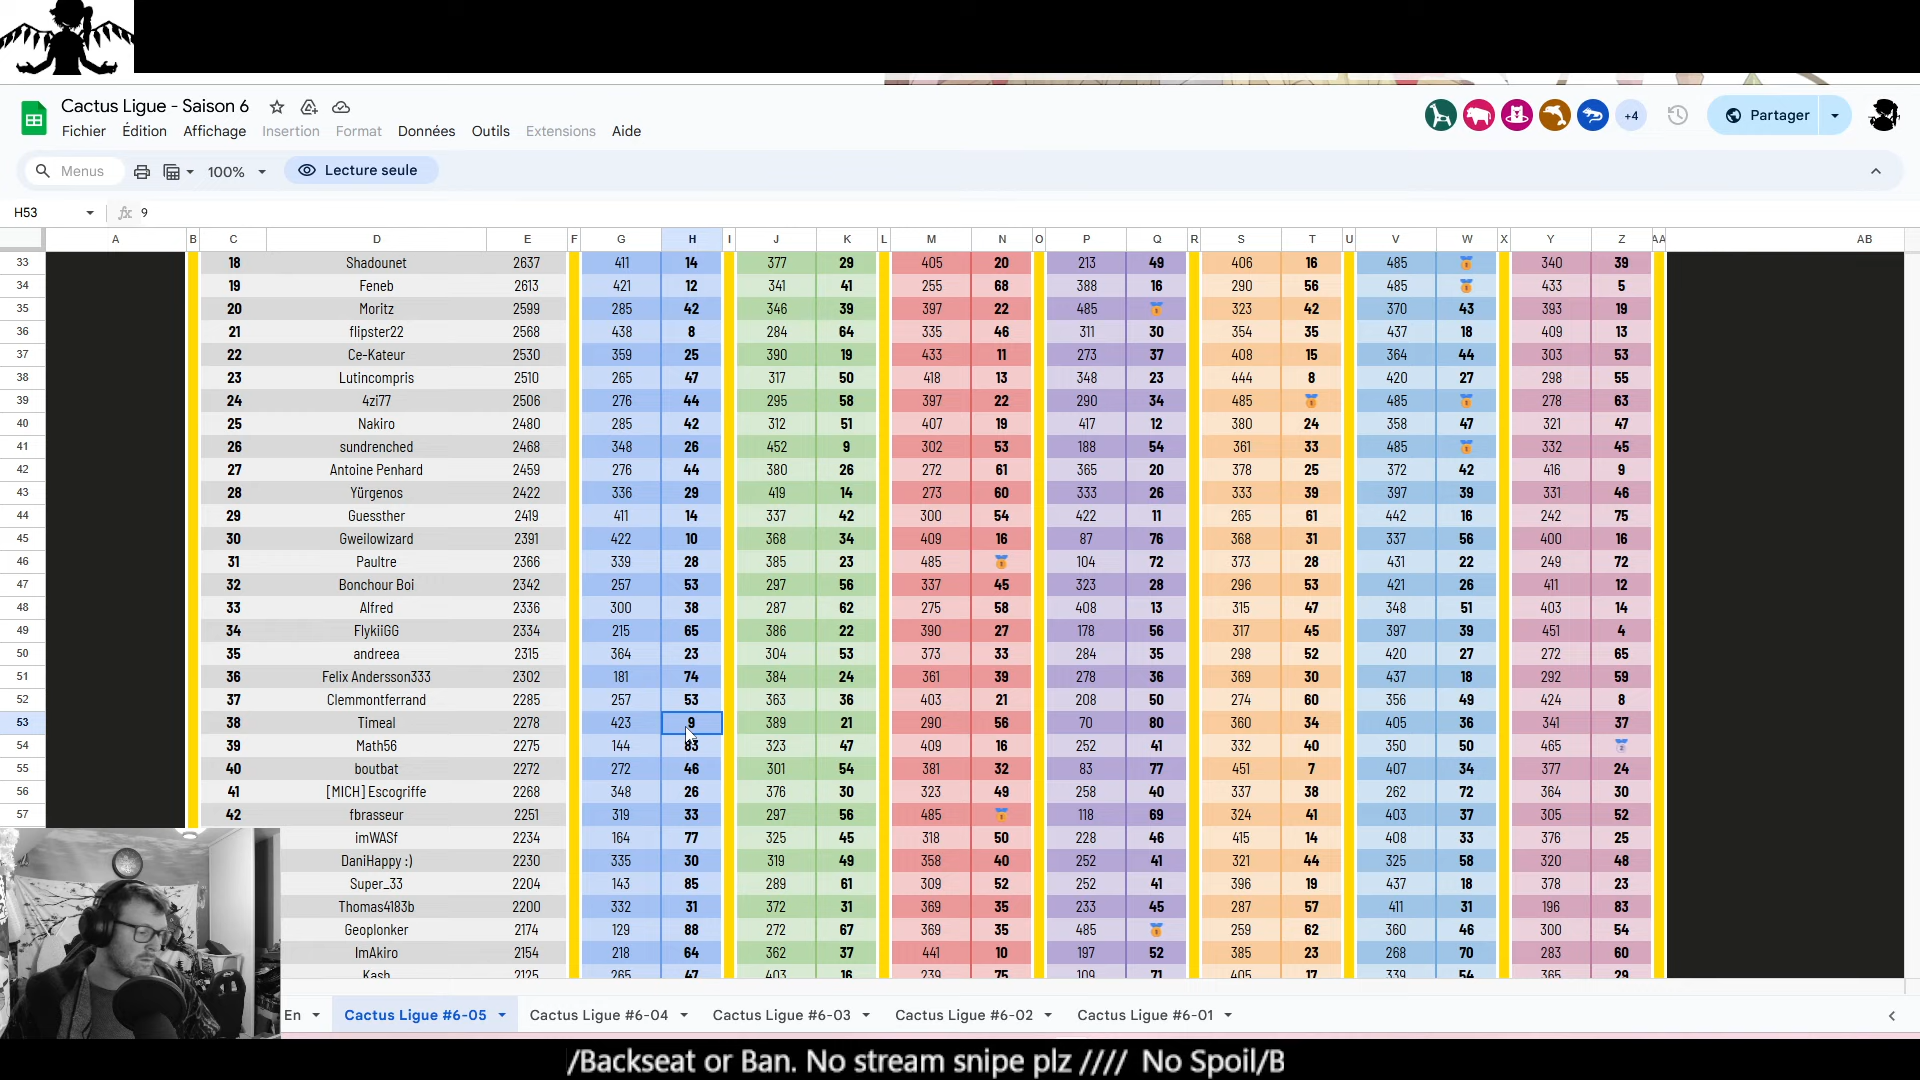 Cactus Ligue - Saison 6
+4
Partager
Fichier Édition Affichage Insertion Format Données Outils Extensions Aide
Menus 100% Lecture seule
H53 fx 9
A B C D E F G H I J K L M N O P Q R S T U V W X Y Z AA AB
33 18 Shadounet 2637 411 14 377 29 405 20 213 49 406 16 485 340 39
34 19 Feneb 2613 421 12 341 41 255 68 388 16 290 56 485 433 5
35 20 Moritz 2599 285 42 346 39 397 22 485 323 42 370 43 393 19
36 21 flipster22 2568 438 8 284 64 335 46 311 30 354 35 437 18 409 13
37 22 Ce-Kateur 2530 359 25 390 19 433 11 273 37 408 15 364 44 303 53
38 23 Lutincompris 2510 265 47 317 50 418 13 348 23 444 8 420 27 298 55
39 24 4zi77 2506 276 44 295 58 397 22 290 34 485 485 278 63
40 25 Nakiro 2480 285 42 312 51 407 19 417 12 380 24 358 47 321 47
41 26 sundrenched 2468 348 26 452 9 302 53 188 54 361 33 485 332 45
42 27 Antoine Penhard 2459 276 44 380 26 272 61 365 20 378 25 372 42 416 9
43 28 Yürgenos 2422 336 29 419 14 273 60 333 26 333 39 397 39 331 46
44 29 Guessther 2419 411 14 337 42 300 54 422 11 265 61 442 16 242 75
45 30 Gweilowizard 2391 422 10 368 34 409 16 87 76 368 31 337 56 400 16
46 31 Paultre 2366 339 28 385 23 485 104 72 373 28 431 22 249 72
47 32 Bonchour Boi 2342 257 53 297 56 337 45 323 28 296 53 421 26 411 12
48 33 Alfred 2336 300 38 287 62 275 58 408 13 315 47 348 51 403 14
49 34 FlykiiGG 2334 215 65 386 22 390 27 178 56 317 45 397 39 451 4
50 35 andreea 2315 364 23 304 53 373 33 284 35 298 52 420 27 272 65
51 36 Felix Andersson333 2302 181 74 384 24 361 39 278 36 369 30 437 18 292 59
52 37 Clemmontferrand 2285 257 53 363 36 403 21 208 50 274 60 356 49 424 8
53 38 Timeal 2278 423 9 389 21 290 56 70 80 360 34 405 36 341 37
54 39 Math56 2275 144 83 323 47 409 16 252 41 332 40 350 50 465
55 40 boutbat 2272 272 46 301 54 381 32 83 77 451 7 407 34 377 24
56 41 [MICH] Escogriffe 2268 348 26 376 30 323 49 258 40 337 38 262 72 364 30
57 42 fbrasseur 2251 319 33 297 56 485 118 69 324 41 403 37 305 52
imWASf 2234 164 77 325 45 318 50 228 46 415 14 408 33 376 25
DaniHappy :) 2230 335 30 319 49 358 40 252 41 321 44 325 58 320 48
Super_33 2204 143 85 289 61 309 52 252 41 396 19 437 18 378 23
Thomas4183b 2200 332 31 372 31 369 35 233 45 287 57 411 31 196 83
Geoplonker 2174 129 88 272 67 369 35 485 259 62 360 46 300 54
ImAkiro 2154 218 64 362 37 441 10 197 52 385 23 268 70 283 60
Kash 2125 265 47 403 16 239 75 109 71 405 17 339 54 365 29
En Cactus Ligue #6-05 Cactus Ligue #6-04 Cactus Ligue #6-03 Cactus Ligue #6-02 Cactus Ligue #6-01
/Backseat or Ban. No stream snipe plz //// No Spoil/B